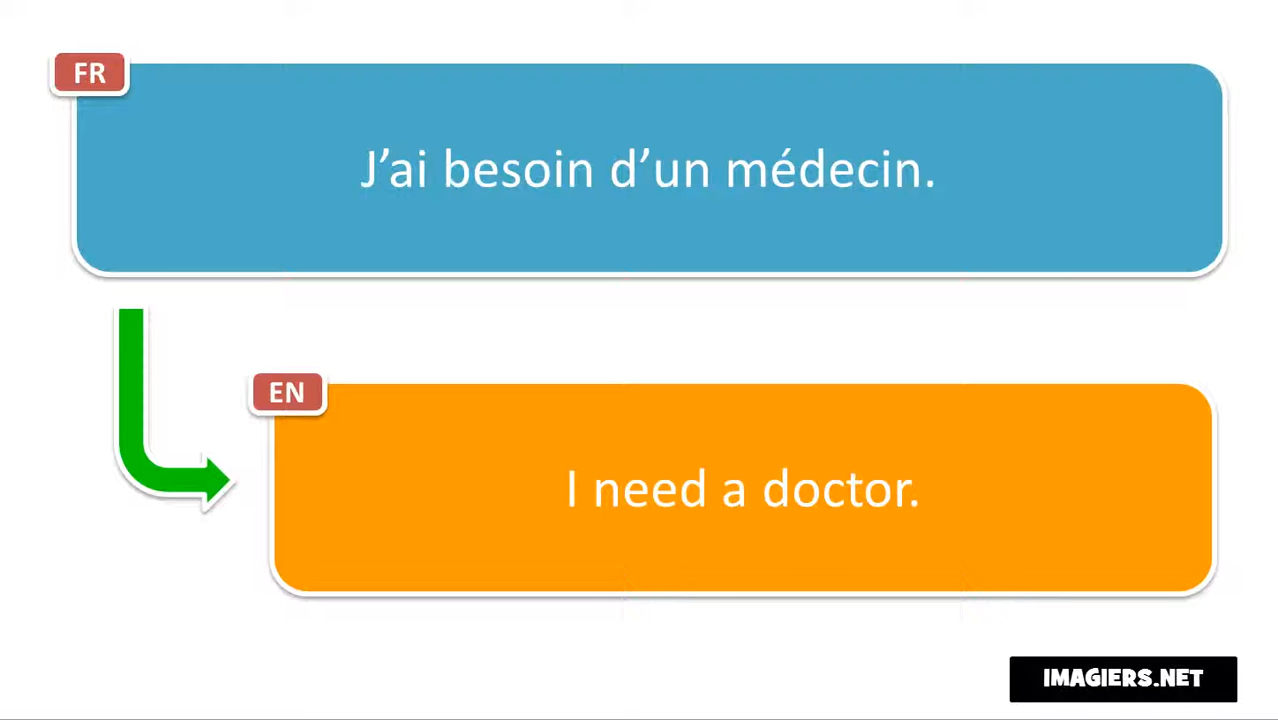 FR
J’ai besoin d’un médecin.
EN
I need a doctor.
IMAGIERS.NET